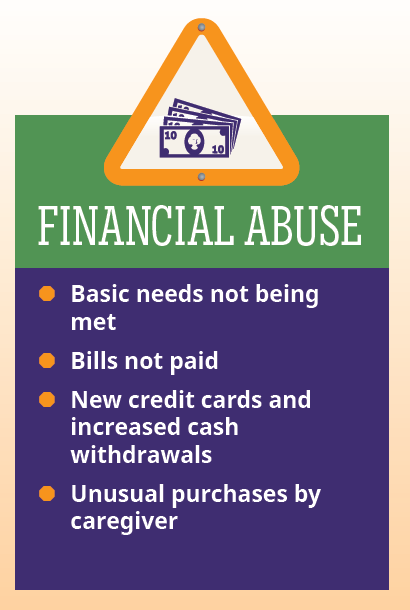 10
10
FINANCIAL ABUSE
Basic needs not being
met
Bills not paid
New credit cards and
increased cash
withdrawals
Unusual purchases by
caregiver